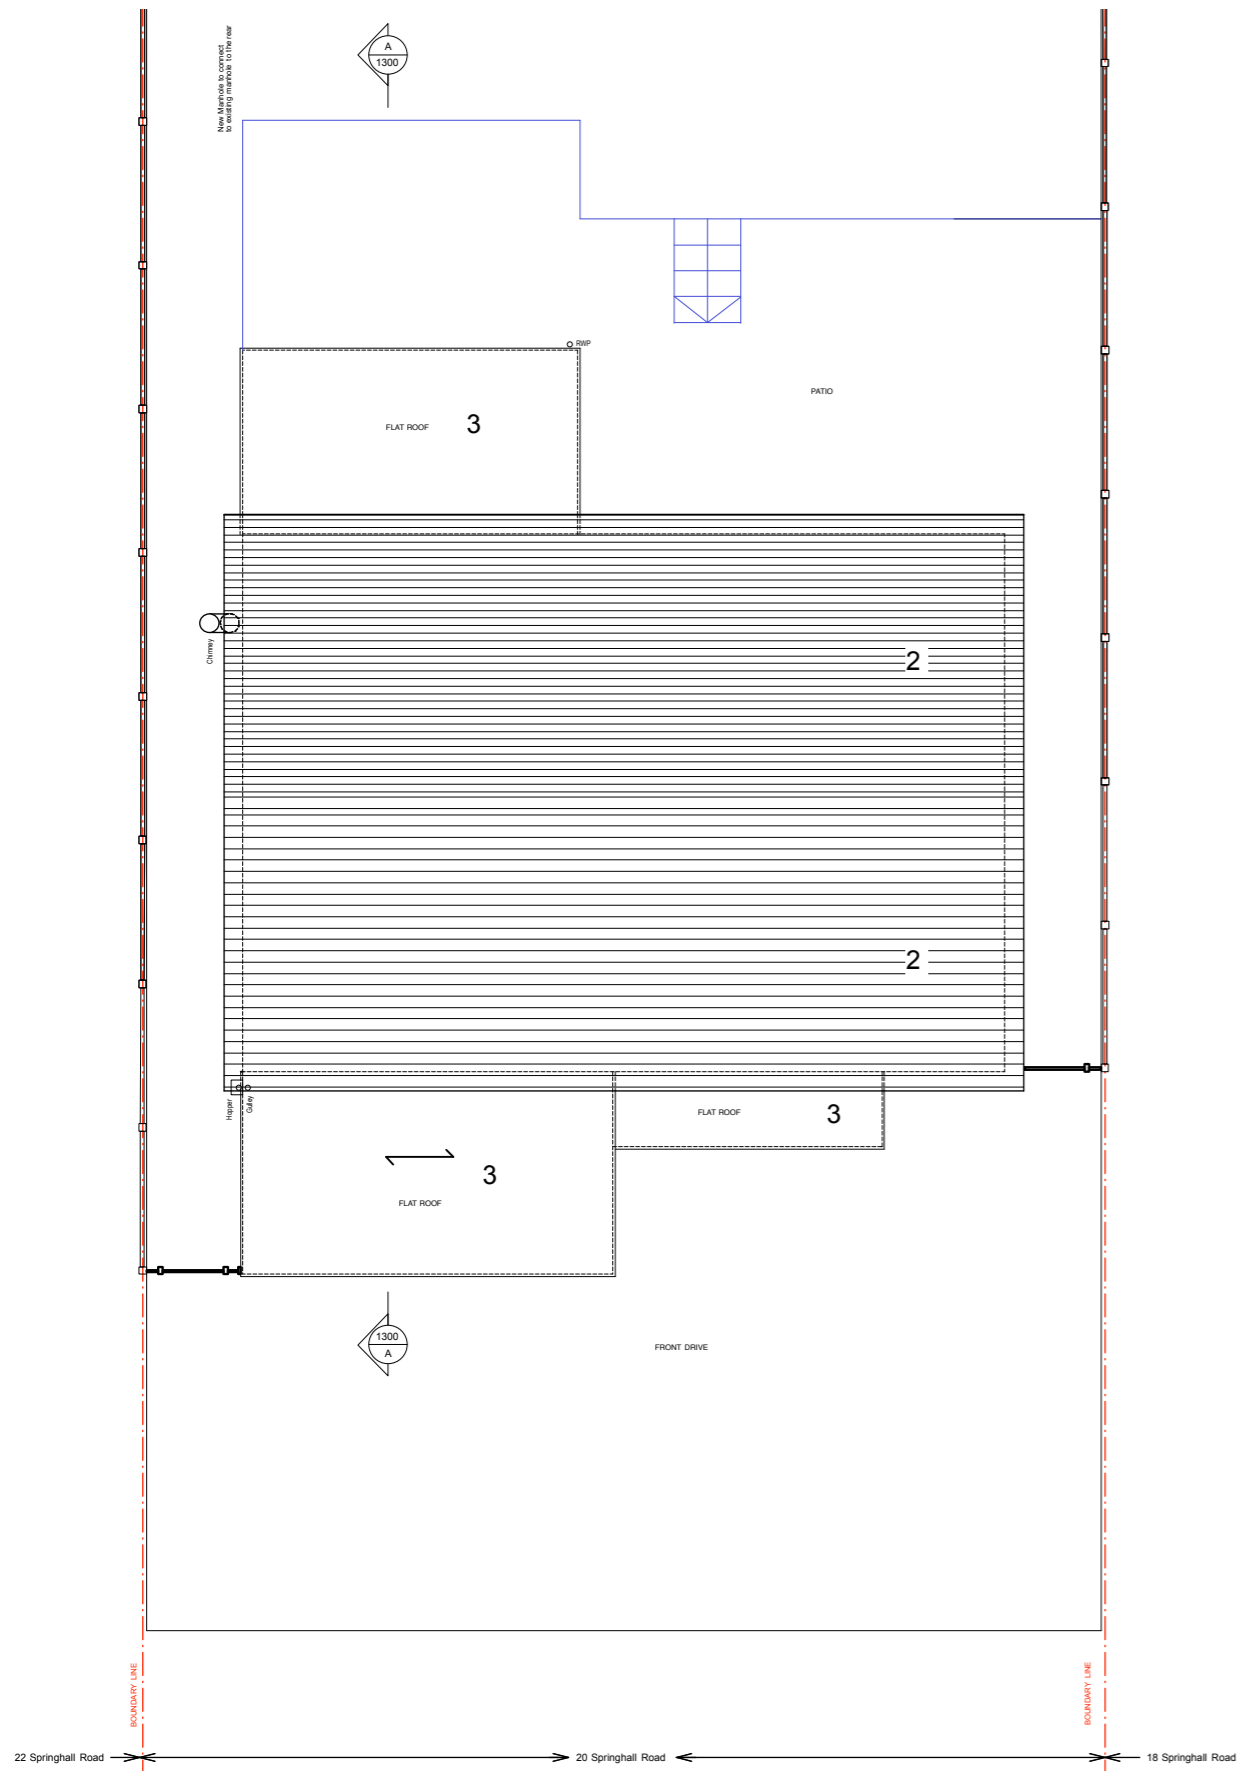 New Manhole to connect
to existing manhole to the rear
A
1300
RWP
PATIO
FLAT ROOF
3
Chimney
2
2
Hopper
Gulley
FLAT ROOF
3
3
FLAT ROOF
1300
A
FRONT DRIVE
BOUNDARY LINE
BOUNDARY LINE
22 Springhall Road
20 Springhall Road
18 Springhall Road